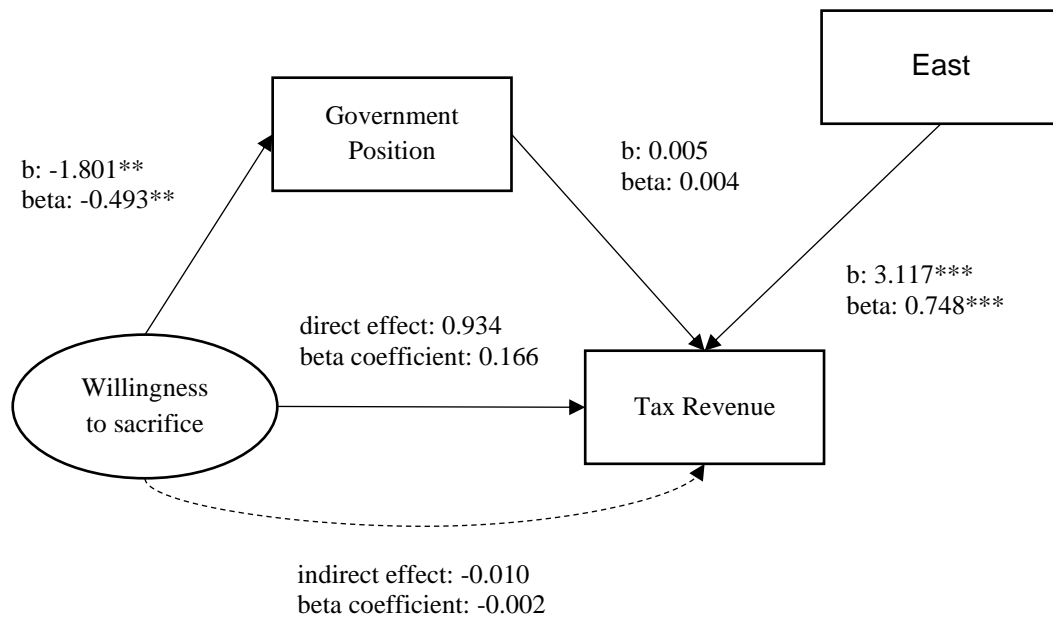 East
Government
Position
b: -1.801**
beta: -0.493**
b: 0.005
beta: 0.004
b: 3.117***
beta: 0.748***
direct effect: 0.934
beta coefficient: 0.166
Willingness
to sacrifice
Tax Revenue
indirect effect: -0.010
beta coefficient: -0.002